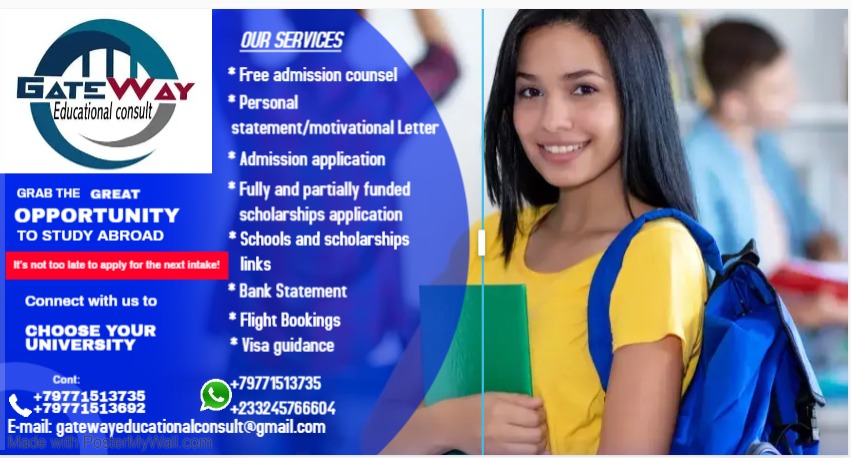 GATEWAY
Educational consult
GRAB THE GREAT
OPPORTUNITY
TO STUDY ABROAD
It's not too late to apply for the next intake!
Connect with us to
CHOOSE YOUR
UNIVERSITY
Cont:
+79771513735
+79771513692
OUR SERVICES
* Free admission counsel
* Personal
statement/motivational Letter
* Admission application
* Fully and partially funded
scholarships application
* Schools and scholarships
links
* Bank Statement
* Flight Bookings
* Visa guidance
+79771513735
+233245766604
E-mail: gatewayeducationalconsult@gmail.com
Made with PosterMyWall.com